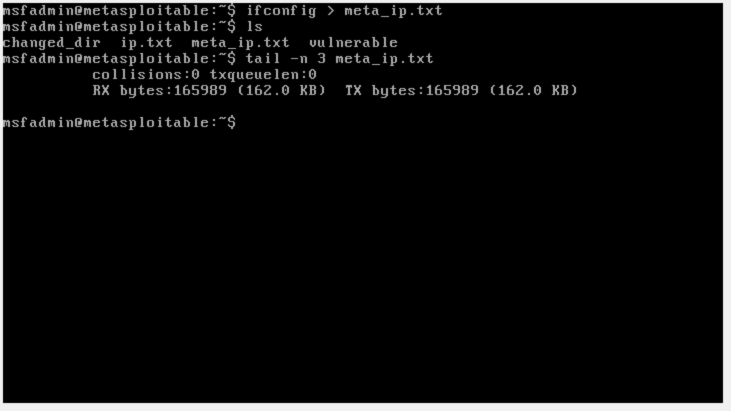 msfadmin@metasploitable:~$ ifconfig > meta_ip.txt
msfadmin@metasploitable:~$ ls
changed_dir  ip.txt  meta_ip.txt  vulnerable
msfadmin@metasploitable:~$ tail -n 3 meta_ip.txt
          collisions:0 txqueuelen:0
          RX bytes:165989 (162.0 KB)  TX bytes:165989 (162.0 KB)
msfadmin@metasploitable:~$